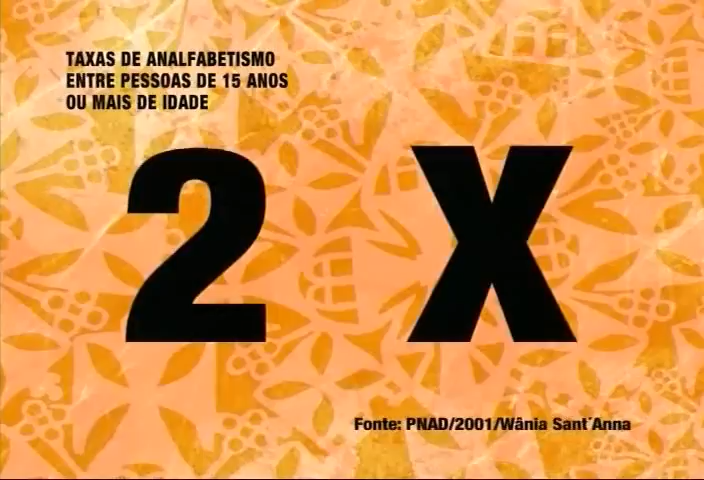 TAXAS DE ANALFABETISMO
ENTRE PESSOAS DE 15 ANOS
OU MAIS DE IDADE
2 X
Fonte: PNAD/2001/Wânia Sant´Anna